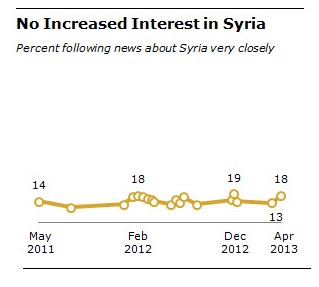 No Increased Interest in Syria
Percent following news about Syria very closely
14
18
19
18
13
May Feb Dec Apr
2011 2012 2012 2013